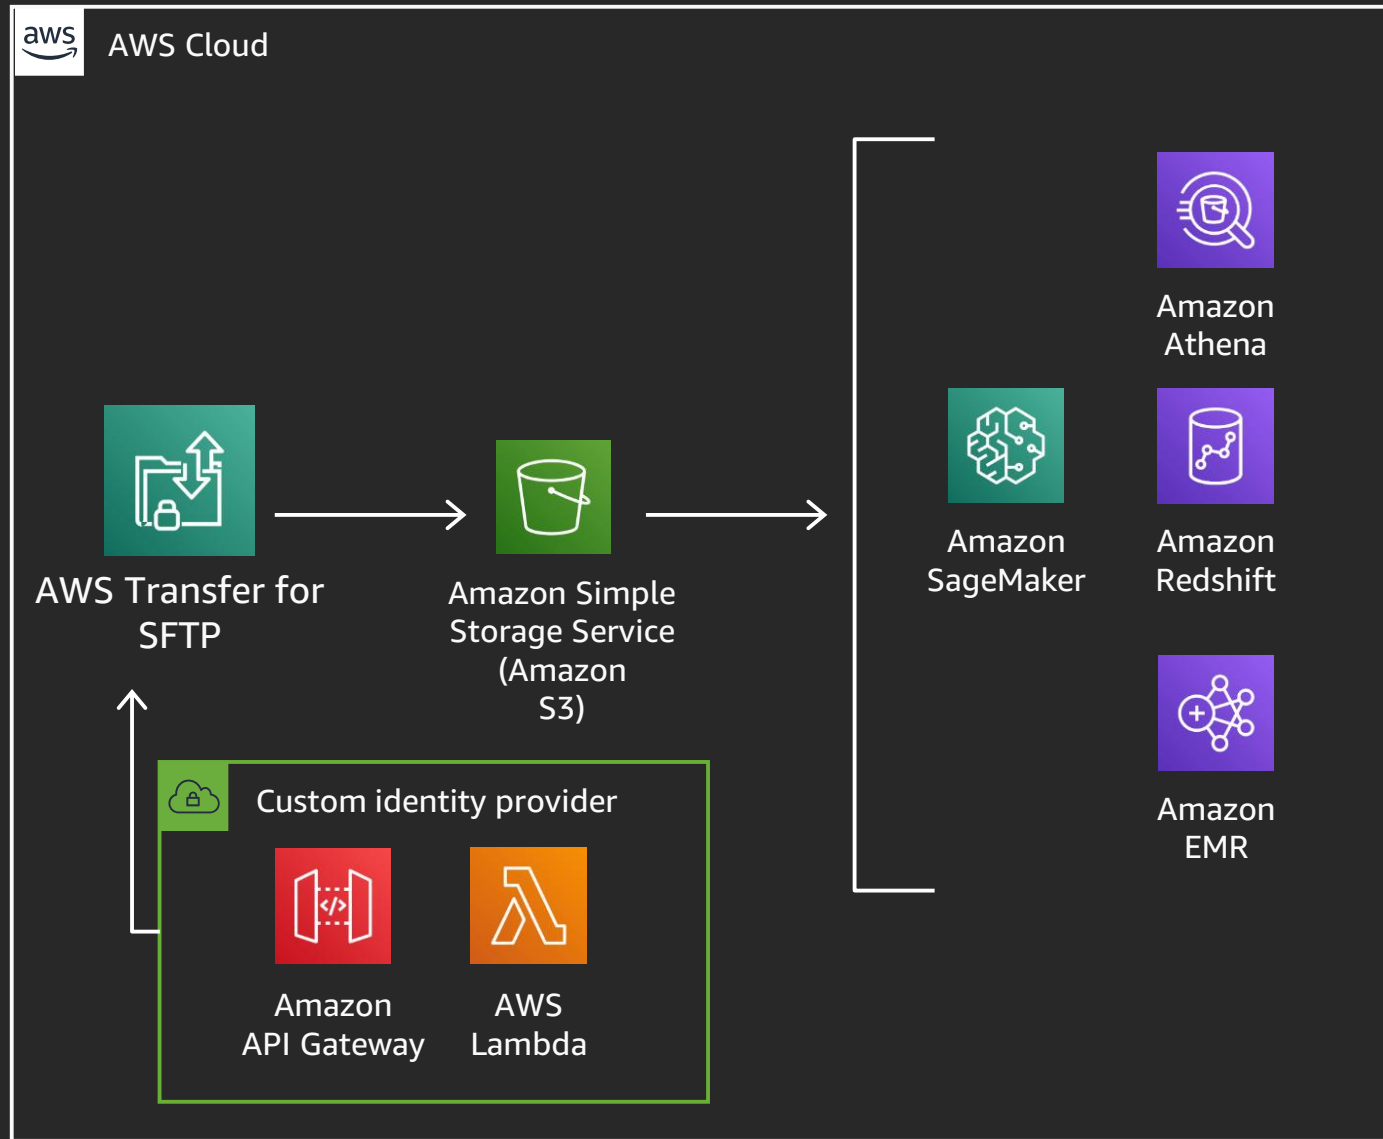 aws
AWS Cloud
Amazon
Athena
AWS Transfer for
SFTP
Amazon Simple
Storage Service
(Amazon
S3)
Amazon
SageMaker
Amazon
Redshift
Amazon
EMR
Custom identity provider
</>
Amazon
API Gateway
AWS
Lambda